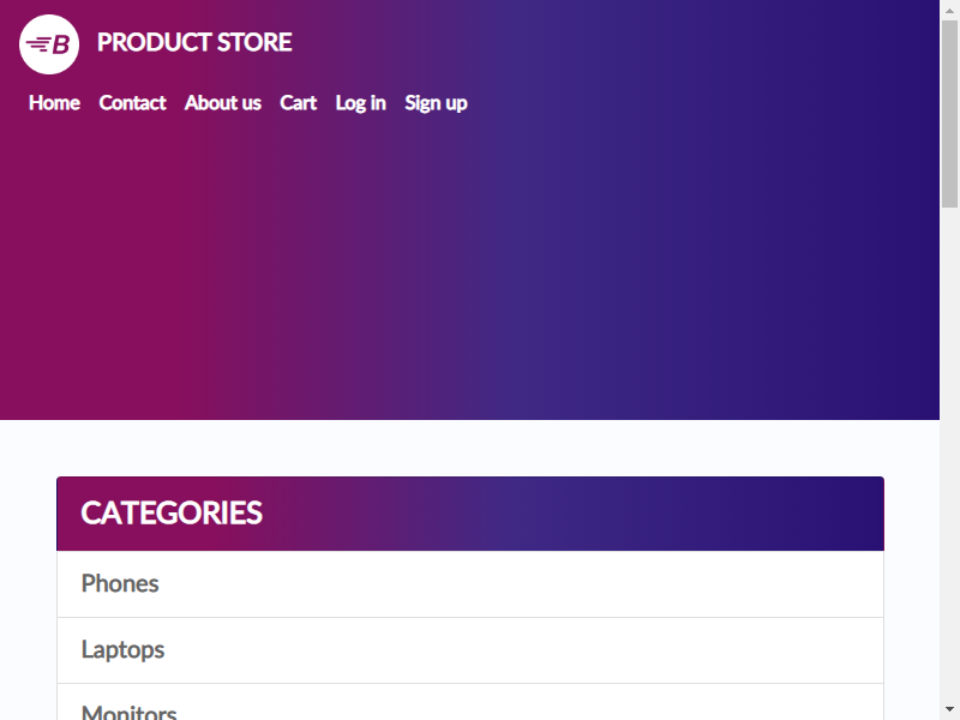 B
PRODUCT STORE
Home Contact About us Cart Log in Sign up
CATEGORIES
Phones
Laptops
Monitors